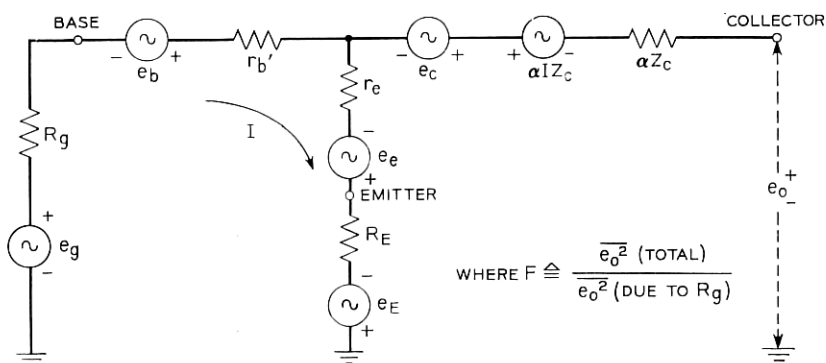 BASE
COLLECTOR
- e_b +
r_b'
- e_c +
+ αIZ_c -
αZ_c
r_e
I
R_g
- e_e +
EMITTER
e_o + -
+ e_g -
R_E
- e_E +
WHERE F ≙ \overline{e_o^2} (TOTAL) / \overline{e_o^2} (DUE TO R_g)